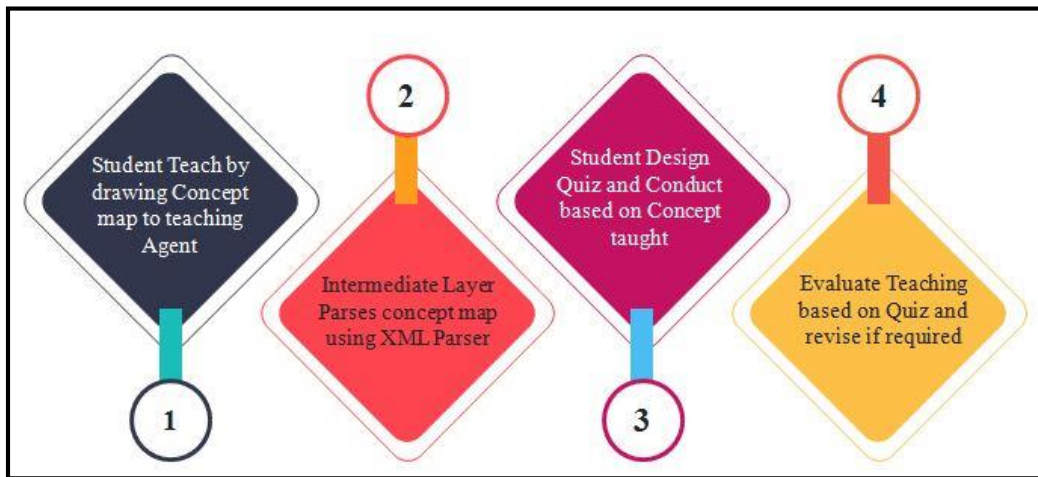 Student Teach by
drawing Concept
map to teaching
Agent
1
2
Intermediate Layer
Parses concept map
using XML Parser
Student Design
Quiz and Conduct
based on Concept
taught
3
4
Evaluate Teaching
based on Quiz and
revise if required